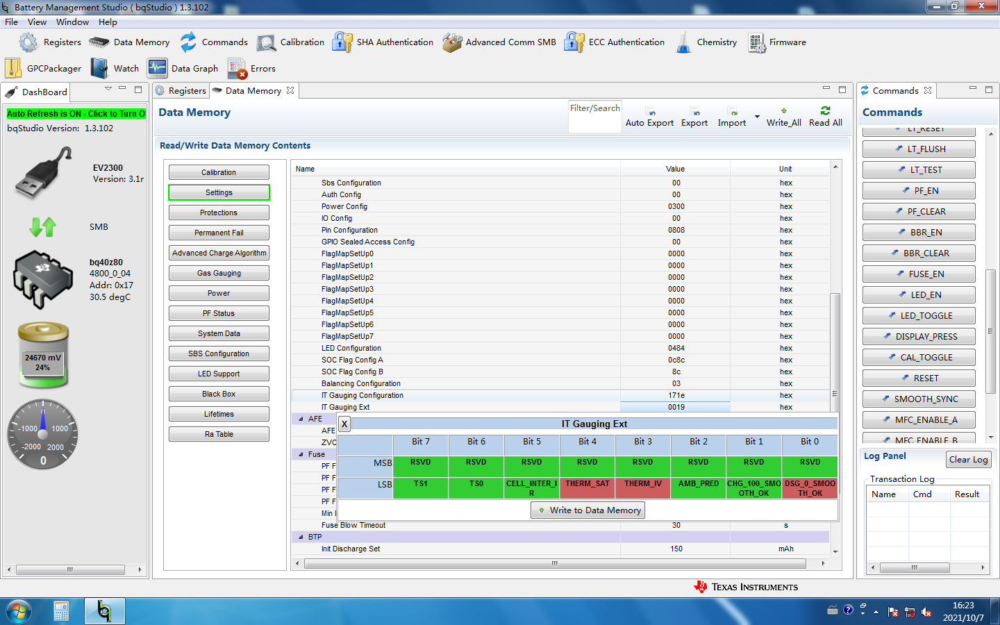 Battery Management Studio ( bqStudio ) 1.3.102
File View Window Help
Registers Data Memory Commands Calibration SHA Authentication Advanced Comm SMB ECC Authentication Chemistry Firmware
GPCPackager Watch Data Graph Errors
DashBoard
Auto Refresh is ON - Click to Turn O
bqStudio Version: 1.3.102
EV2300
Version: 3.1r
SMB
bq40z80
4800_0_04
Addr: 0x17
30.5 degC
24670 mV
24%
-1000 1000
-2000 2000
0
Registers Data Memory
Data Memory
Filter/Search
Auto Export Export Import Write_All Read All
Read/Write Data Memory Contents
Calibration
Settings
Protections
Permanent Fail
Advanced Charge Algorithm
Gas Gauging
Power
PF Status
System Data
SBS Configuration
LED Support
Black Box
Lifetimes
Ra Table
Name Value Unit
Sbs Configuration 00 hex
Auth Config 00 hex
Power Config 0300 hex
IO Config 00 hex
Pin Configuration 0808 hex
GPIO Sealed Access Config 00 hex
FlagMapSetUp0 0000 hex
FlagMapSetUp1 0000 hex
FlagMapSetUp2 0000 hex
FlagMapSetUp3 0000 hex
FlagMapSetUp4 0000 hex
FlagMapSetUp5 0000 hex
FlagMapSetUp6 0000 hex
FlagMapSetUp7 0000 hex
LED Configuration 0484 hex
SOC Flag Config A 0c8c hex
SOC Flag Config B 8c hex
Balancing Configuration 03 hex
IT Gauging Configuration 171e hex
IT Gauging Ext 0019 hex
AFE
AFE
ZVC
Fuse
PF F
PF F
PF F
PF F
Min
Fuse Blow Timeout 30 s
BTP
Init Discharge Set 150 mAh
X IT Gauging Ext
Bit 7 Bit 6 Bit 5 Bit 4 Bit 3 Bit 2 Bit 1 Bit 0
MSB RSVD RSVD RSVD RSVD RSVD RSVD RSVD RSVD
LSB TS1 TS0 CELL_INTER_I THERM_SAT THERM_IV AMB_PRED CHG_100_SMO DSG_0_SMOO
R OTH_OK TH_OK
Write to Data Memory
Commands
Commands
LT_RESET
LT_FLUSH
LT_TEST
PF_EN
PF_CLEAR
BBR_EN
BBR_CLEAR
FUSE_EN
LED_EN
LED_TOGGLE
DISPLAY_PRESS
CAL_TOGGLE
RESET
SMOOTH_SYNC
MFC_ENABLE_A
MFC_ENABLE_B
Log Panel Clear Log
Transaction Log
Name Cmd Result
TEXAS INSTRUMENTS
16:23
2021/10/7